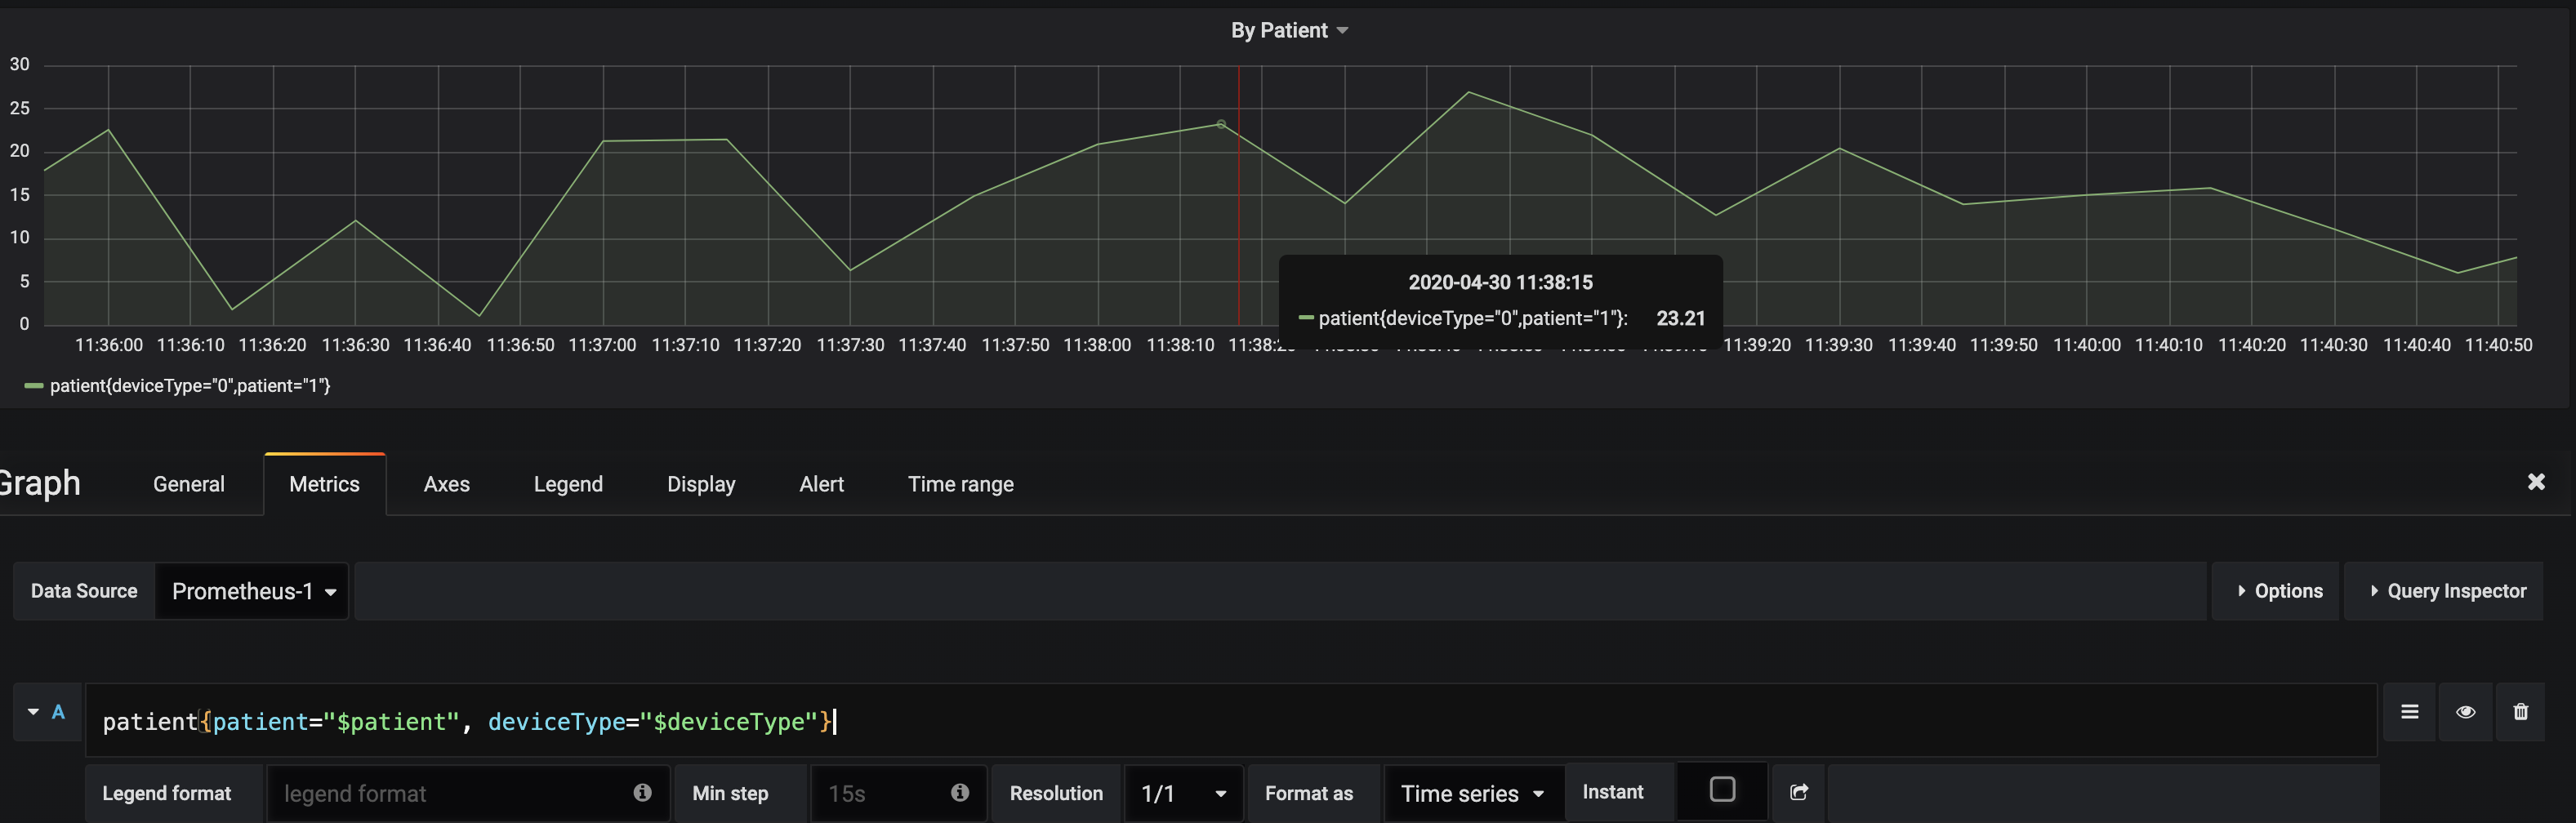 By Patient
30
25
20
15
10
5
0
2020-04-30 11:38:15
patient{deviceType="0",patient="1"}: 23.21
11:36:00 11:36:10 11:36:20 11:36:30 11:36:40 11:36:50 11:37:00 11:37:10 11:37:20 11:37:30 11:37:40 11:37:50 11:38:00 11:38:10 11:38:20 11:39:20 11:39:30 11:39:40 11:39:50 11:40:00 11:40:10 11:40:20 11:40:30 11:40:40 11:40:50
patient{deviceType="0",patient="1"}
Graph General Metrics Axes Legend Display Alert Time range
Data Source Prometheus-1 Options Query Inspector
A patient{patient="$patient", deviceType="$deviceType"}
Legend format legend format Min step 15s Resolution 1/1 Format as Time series Instant